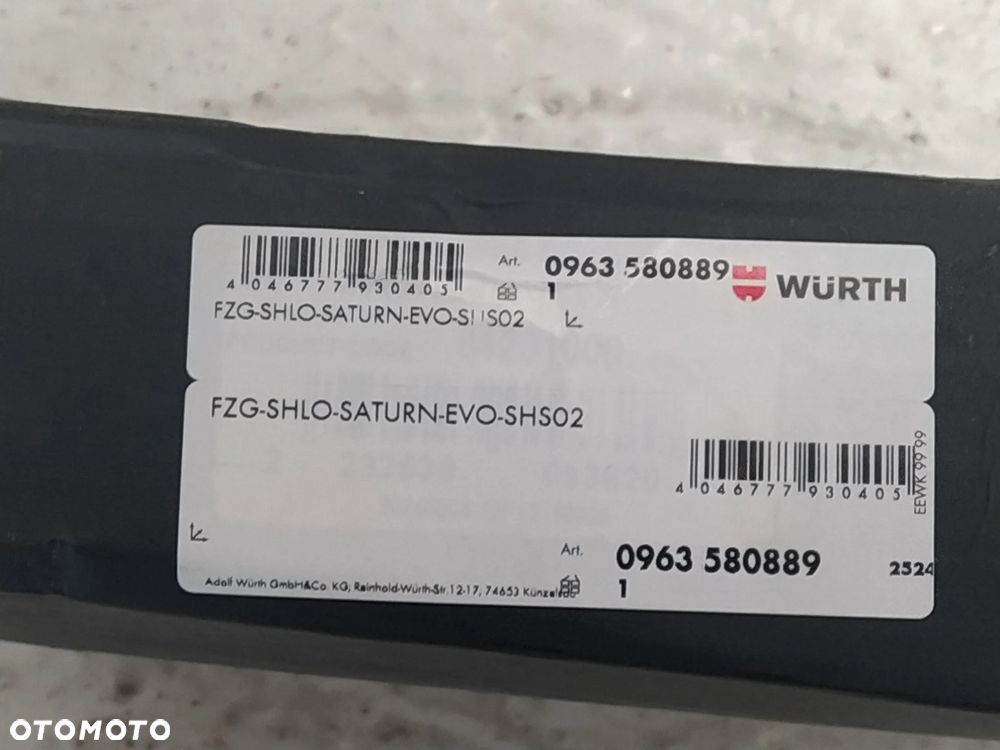 Art. 0963 580889 WÜRTH
4 046777 930405
1
FZG-SHLO-SATURN-EVO-SHS02
FZG-SHLO-SATURN-EVO-SHS02
4 046777 930405
EEWK 99 99
Art. 0963 580889 2524
1
Adolf Würth GmbH&Co. KG, Reinhold-Würth-Str.12-17, 74653
OTOMOTO